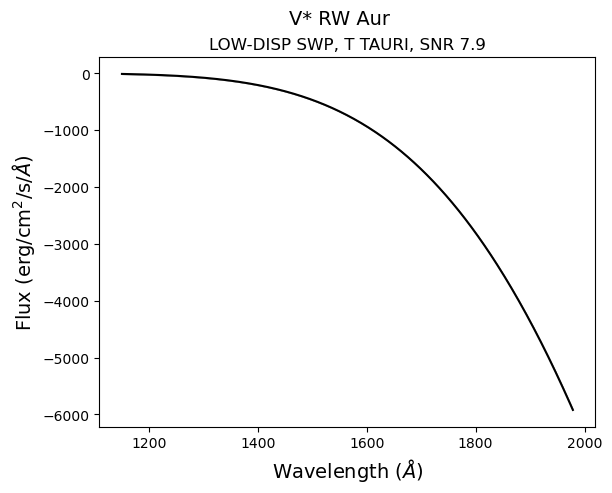 V* RW Aur
LOW-DISP SWP, T TAURI, SNR 7.9
Flux (erg/cm²/s/Å)
0
−1000
−2000
−3000
−4000
−5000
−6000
1200 1400 1600 1800 2000
Wavelength (Å)